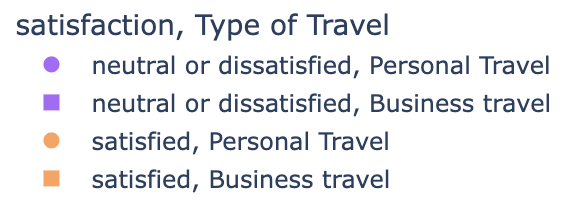 satisfaction, Type of Travel
neutral or dissatisfied, Personal Travel
neutral or dissatisfied, Business travel
satisfied, Personal Travel
satisfied, Business travel